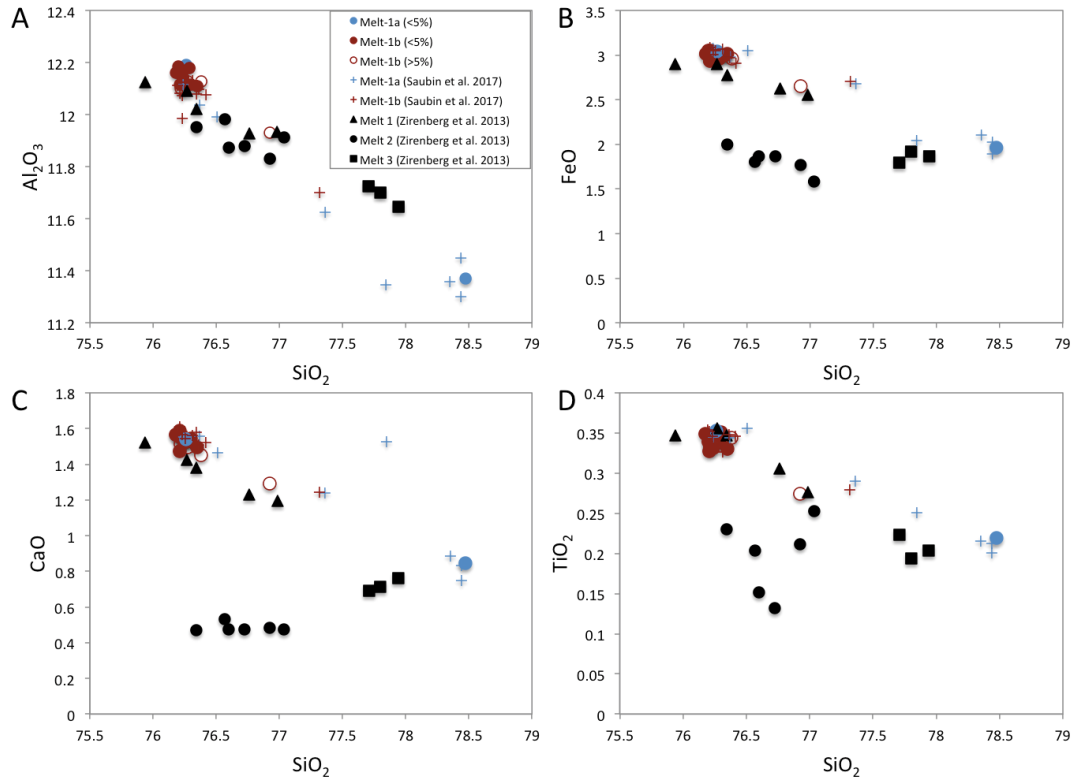 A
12.4
12.2
12
11.8
11.6
11.4
11.2
Al2O3
75.5 76 76.5 77 77.5 78 78.5 79
SiO2
Melt-1a (<5%)
Melt-1b (<5%)
Melt-1b (>5%)
Melt-1a (Saubin et al. 2017)
Melt-1b (Saubin et al. 2017)
Melt 1 (Zirenberg et al. 2013)
Melt 2 (Zirenberg et al. 2013)
Melt 3 (Zirenberg et al. 2013)
B
3.5
3
2.5
2
1.5
1
0.5
0
FeO
75.5 76 76.5 77 77.5 78 78.5 79
SiO2
C
1.8
1.6
1.4
1.2
1
0.8
0.6
0.4
0.2
0
CaO
75.5 76 76.5 77 77.5 78 78.5 79
SiO2
D
0.4
0.35
0.3
0.25
0.2
0.15
0.1
0.05
0
TiO2
75.5 76 76.5 77 77.5 78 78.5 79
SiO2